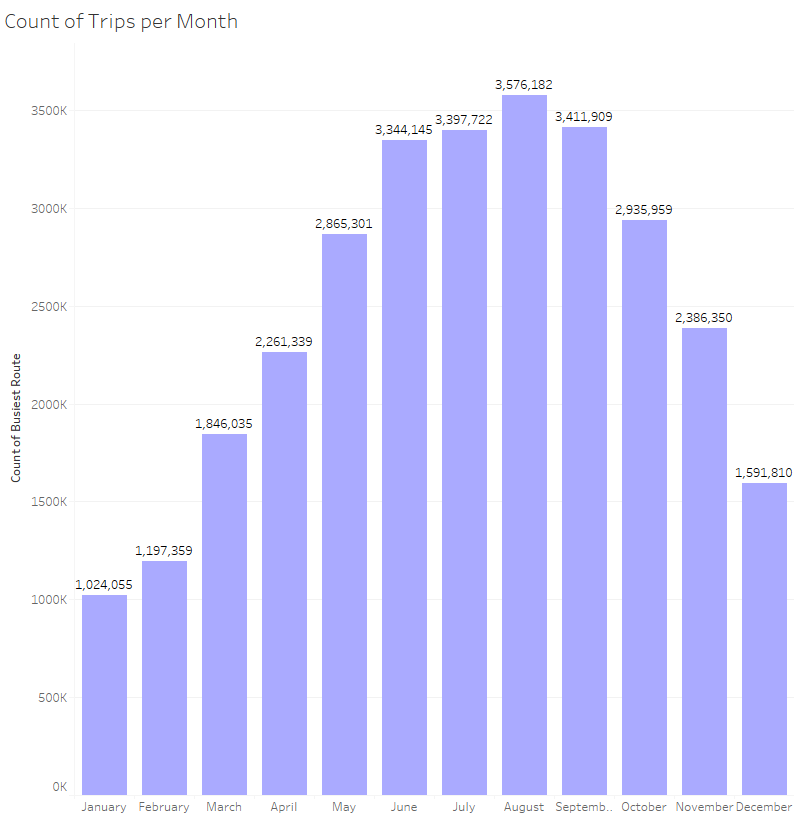 Count of Trips per Month
Count of Busiest Route
3500K
3000K
2500K
2000K
1500K
1000K
500K
0K
1,024,055
1,197,359
1,846,035
2,261,339
2,865,301
3,344,145
3,397,722
3,576,182
3,411,909
2,935,959
2,386,350
1,591,810
January February March April May June July August Septemb.. October November December